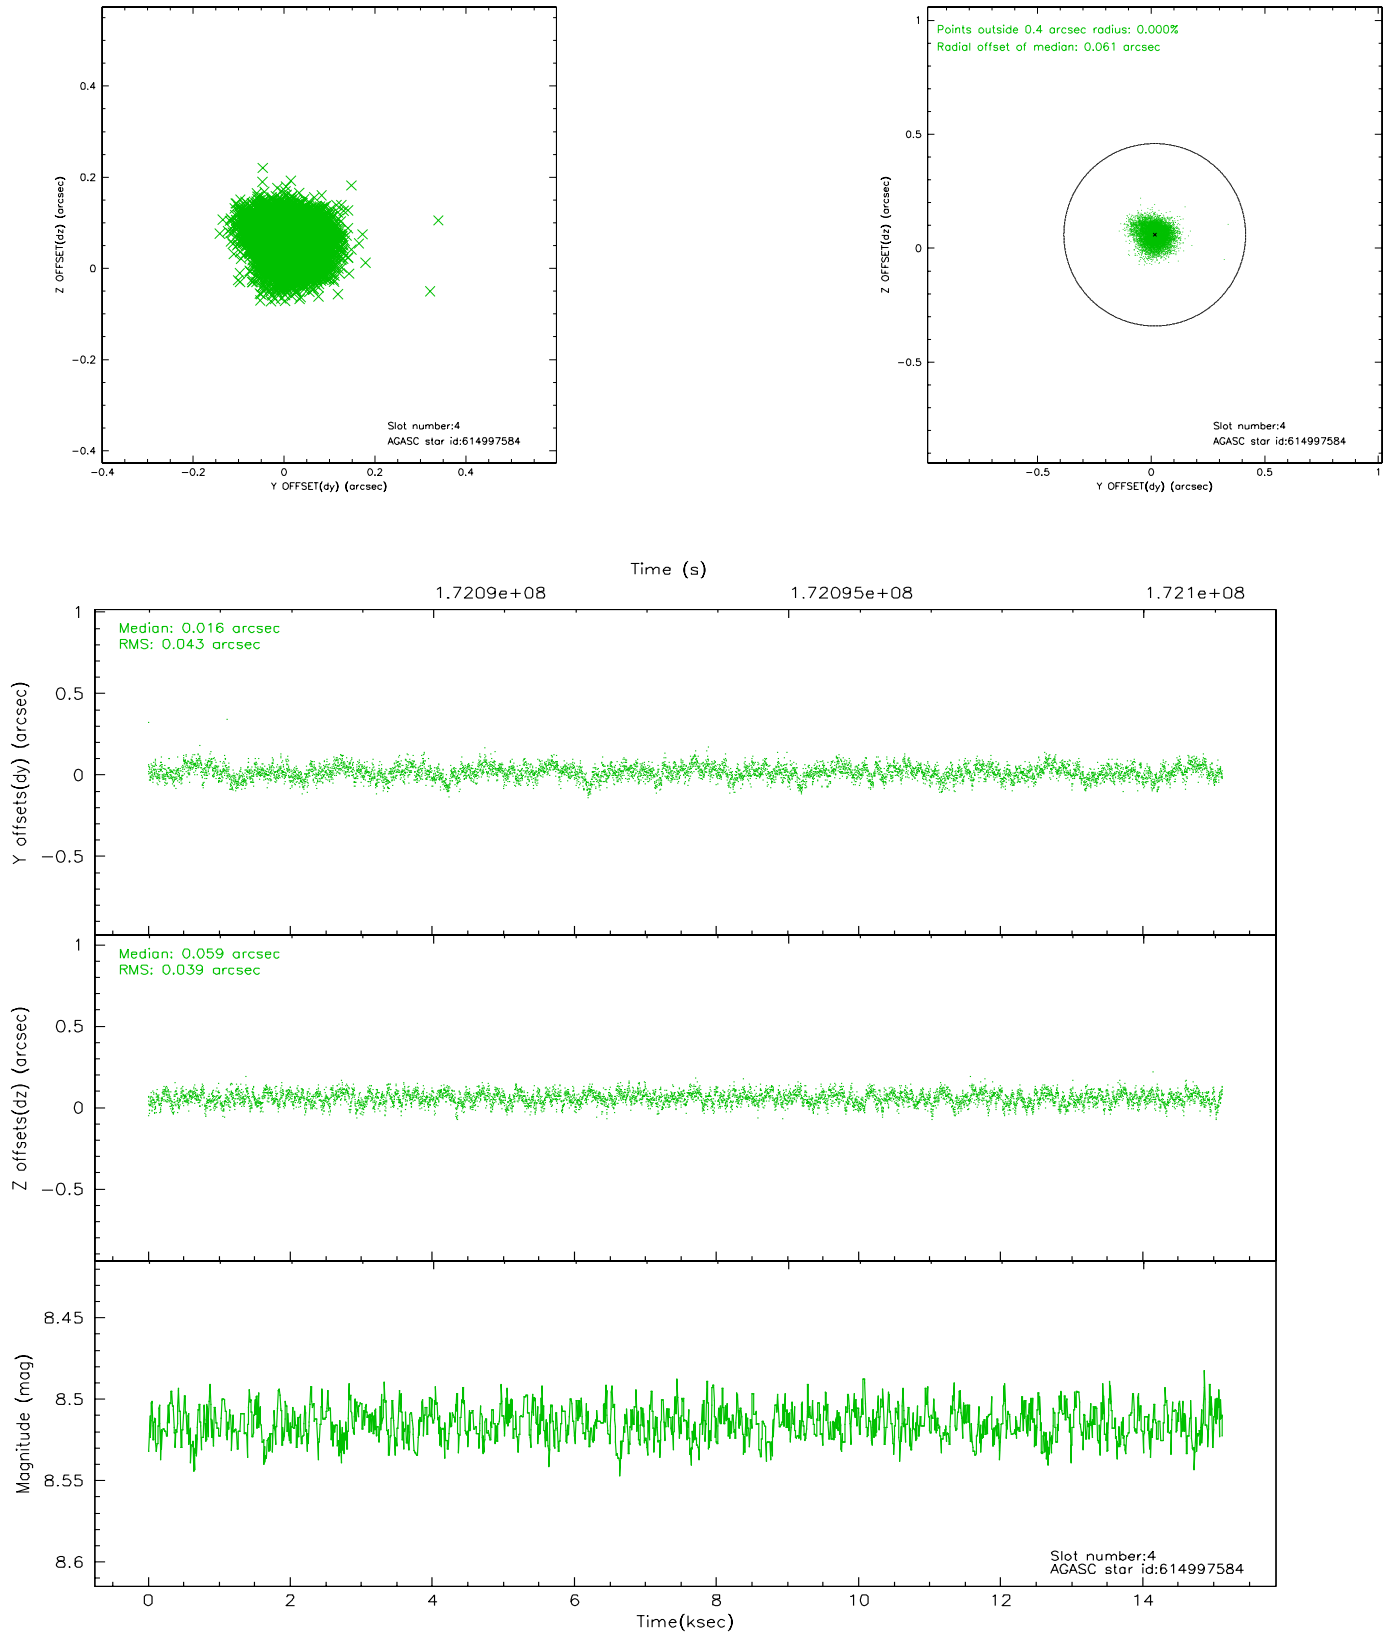 0.4
0.2
0
-0.2
-0.4
Z OFFSET(dz) (arcsec)
Slot number:4
AGASC star id:614997584
-0.4 -0.2 0 0.2 0.4
Y OFFSET(dy) (arcsec)
Points outside 0.4 arcsec radius: 0.000%
Radial offset of median: 0.061 arcsec
1
0.5
0
-0.5
Z OFFSET(dz) (arcsec)
Slot number:4
AGASC star id:614997584
-0.5 0 0.5 1
Y OFFSET(dy) (arcsec)
Time (s)
1.7209e+08 1.72095e+08 1.721e+08
Median: 0.016 arcsec
RMS: 0.043 arcsec
1
0.5
0
-0.5
Y offsets(dy) (arcsec)
Median: 0.059 arcsec
RMS: 0.039 arcsec
1
0.5
0
-0.5
Z offsets(dz) (arcsec)
8.45
8.5
8.55
8.6
Magnitude (mag)
Slot number:4
AGASC star id:614997584
0 2 4 6 8 10 12 14
Time(ksec)